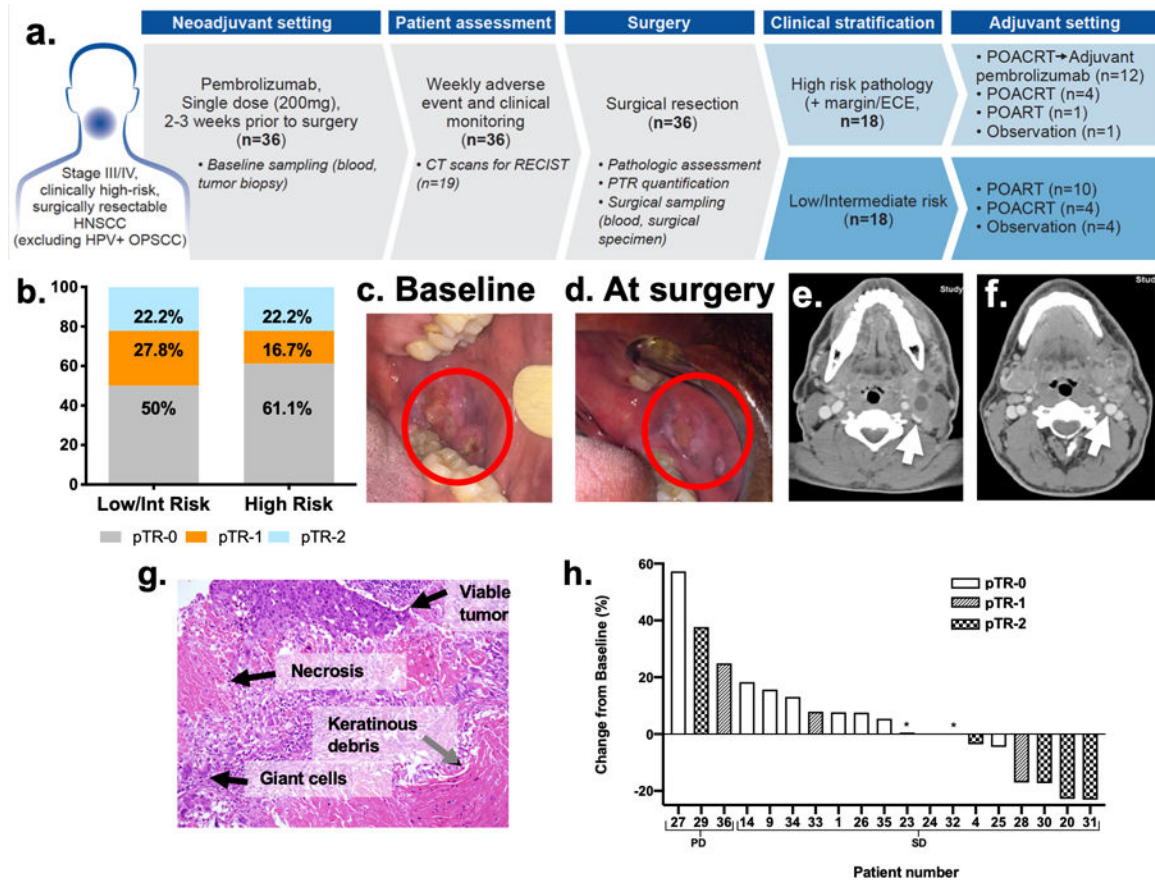 a.
Neoadjuvant setting
Patient assessment
Surgery
Clinical stratification
Adjuvant setting
Stage III/IV,
clinically high-risk,
surgically resectable
HNSCC
(excluding HPV+ OPSCC)
Pembrolizumab,
Single dose (200mg),
2-3 weeks prior to surgery
(n=36)
• Baseline sampling (blood,
tumor biopsy)
Weekly adverse
event and clinical
monitoring
(n=36)
• CT scans for RECIST
(n=19)
Surgical resection
(n=36)
• Pathologic assessment
• PTR quantification
• Surgical sampling
(blood, surgical
specimen)
High risk pathology
(+ margin/ECE,
n=18)
• POACRT→Adjuvant
pembrolizumab (n=12)
• POACRT (n=4)
• POART (n=1)
• Observation (n=1)
Low/Intermediate risk
(n=18)
• POART (n=10)
• POACRT (n=4)
• Observation (n=4)
b.
100
80
60
40
20
0
22.2%
27.8%
50%
22.2%
16.7%
61.1%
Low/Int Risk
High Risk
pTR-0
pTR-1
pTR-2
c. Baseline
d. At surgery
e.
Study
f.
Stud
g.
Viable
tumor
Necrosis
Keratinous
debris
Giant cells
h.
Change from Baseline (%)
60
40
20
0
-20
pTR-0
pTR-1
pTR-2
* *
27 29 36 14 9 34 33 1 26 35 23 24 32 4 25 28 30 20 31
PD
SD
Patient number